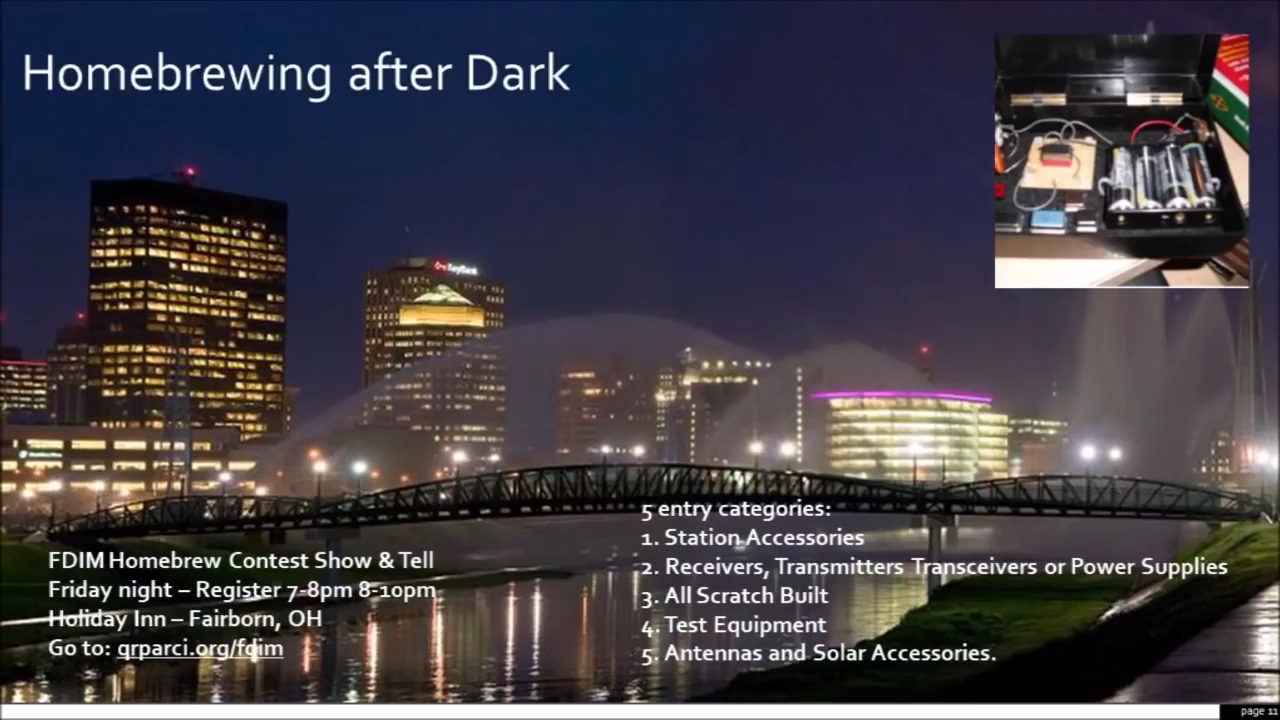 Homebrewing after Dark
KeyBank
5 entry categories:
1. Station Accessories
2. Receivers, Transmitters Transceivers or Power Supplies
3. All Scratch Built
4. Test Equipment
5. Antennas and Solar Accessories.
FDIM Homebrew Contest Show & Tell
Friday night – Register 7-8pm 8-10pm
Holiday Inn – Fairborn, OH
Go to: qrparci.org/fdim
page 11